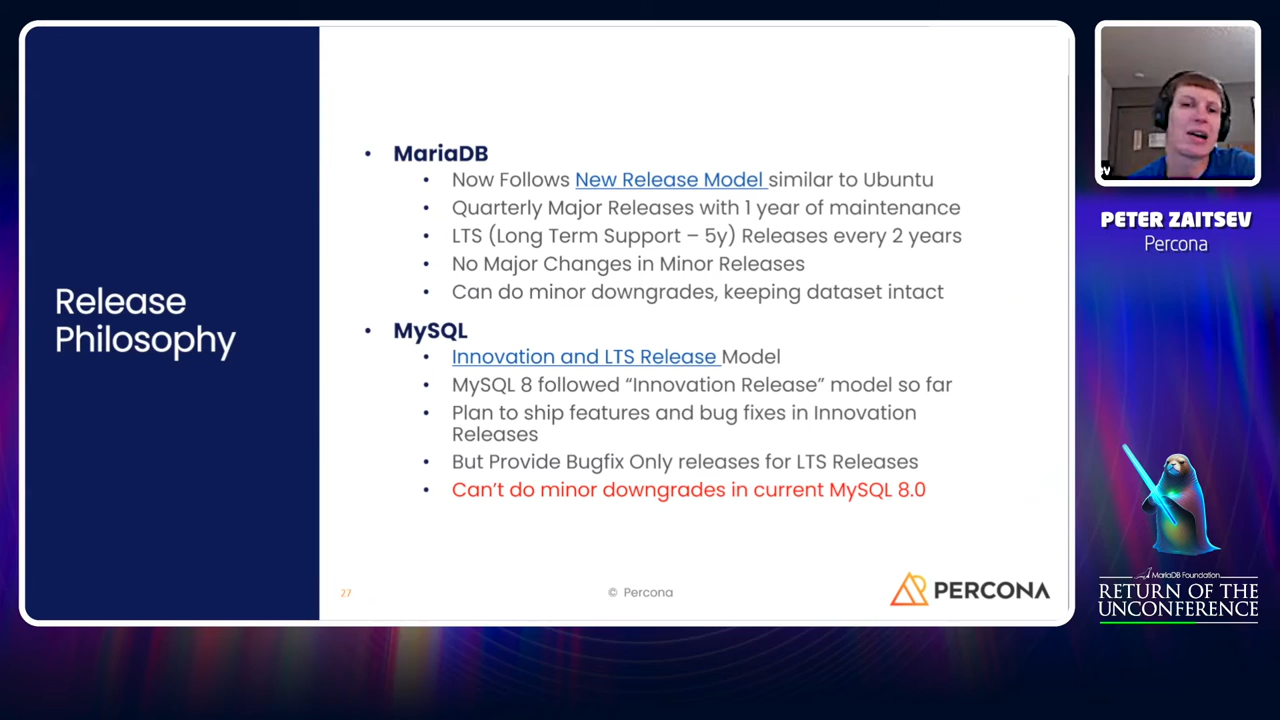 Release
Philosophy
• MariaDB
• Now Follows New Release Model similar to Ubuntu
• Quarterly Major Releases with 1 year of maintenance
• LTS (Long Term Support – 5y) Releases every 2 years
• No Major Changes in Minor Releases
• Can do minor downgrades, keeping dataset intact
• MySQL
• Innovation and LTS Release Model
• MySQL 8 followed “Innovation Release” model so far
• Plan to ship features and bug fixes in Innovation
Releases
• But Provide Bugfix Only releases for LTS Releases
• Can’t do minor downgrades in current MySQL 8.0
27
© Percona
PERCONA
PETER ZAITSEV
Percona
MariaDB Foundation
RETURN OF THE
UNCONFERENCE